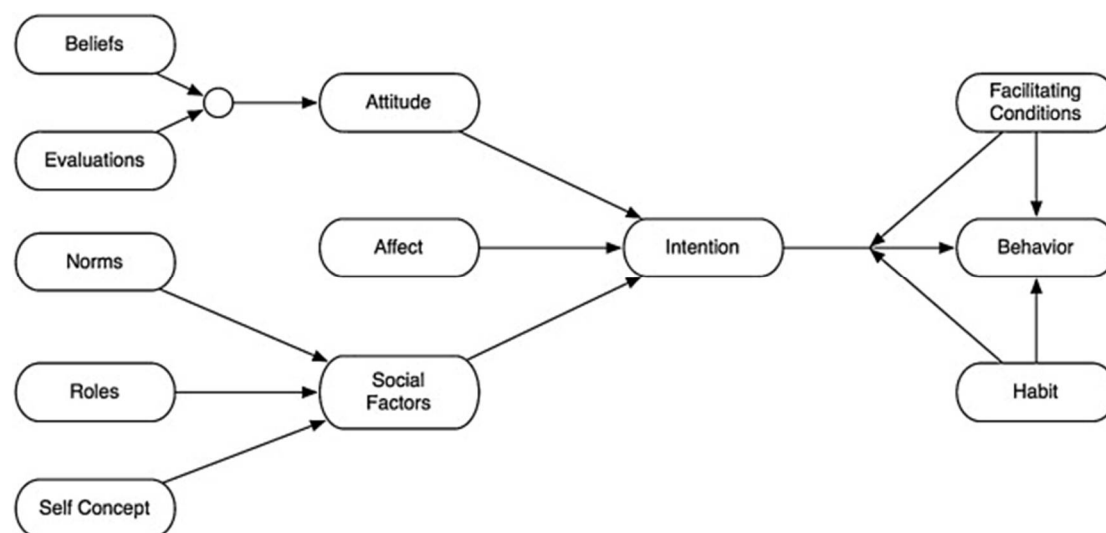 Beliefs
Evaluations
Attitude
Facilitating
Conditions
Norms
Affect
Intention
Behavior
Roles
Social
Factors
Habit
Self Concept